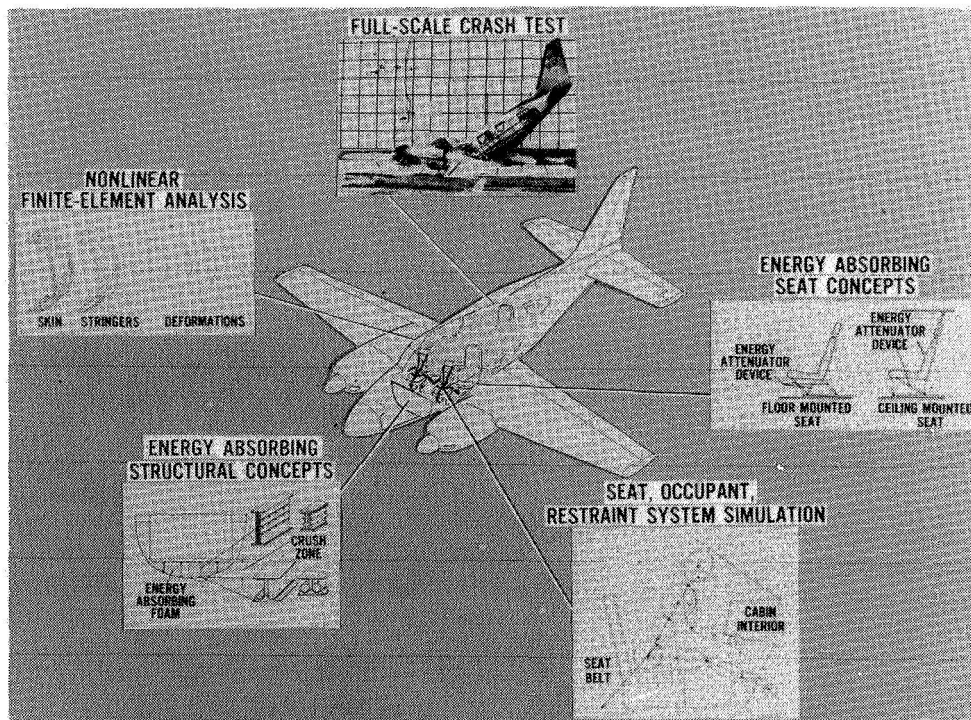 FULL-SCALE CRASH TEST
NONLINEAR
FINITE-ELEMENT ANALYSIS
SKIN STRINGERS DEFORMATIONS
ENERGY ABSORBING
SEAT CONCEPTS
ENERGY
ATTENUATOR
DEVICE
ENERGY
ATTENUATOR
DEVICE
FLOOR MOUNTED
SEAT
CEILING MOUNTED
SEAT
ENERGY ABSORBING
STRUCTURAL CONCEPTS
CRUSH
ZONE
ENERGY
ABSORBING
FOAM
SEAT, OCCUPANT,
RESTRAINT SYSTEM SIMULATION
CABIN
INTERIOR
SEAT
BELT